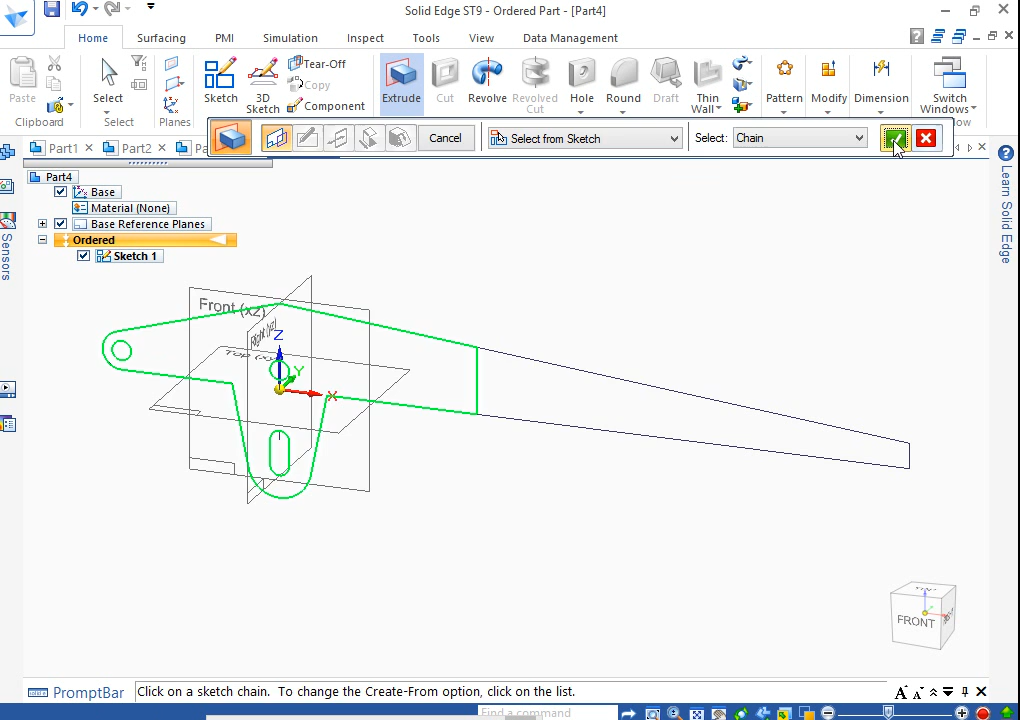 Solid Edge ST9 - Ordered Part - [Part4]
Home Surfacing PMI Simulation Inspect Tools View Data Management
Paste
Clipboard
Select
Select
Planes
Sketch
3D Sketch
Tear-Off
Copy
Component
Extrude Cut Revolve Revolved Cut Hole Round Draft Thin Wall Pattern Modify Dimension Switch Windows
ow
Cancel Select from Sketch Select: Chain
Part1 Part2 Pa
Part4
Base
Material (None)
Base Reference Planes
Ordered
Sketch 1
Sensors
Learn Solid Edge
Front (xz)
Z
Y
X
FRONT
PromptBar Click on a sketch chain. To change the Create-From option, click on the list.
Find a command